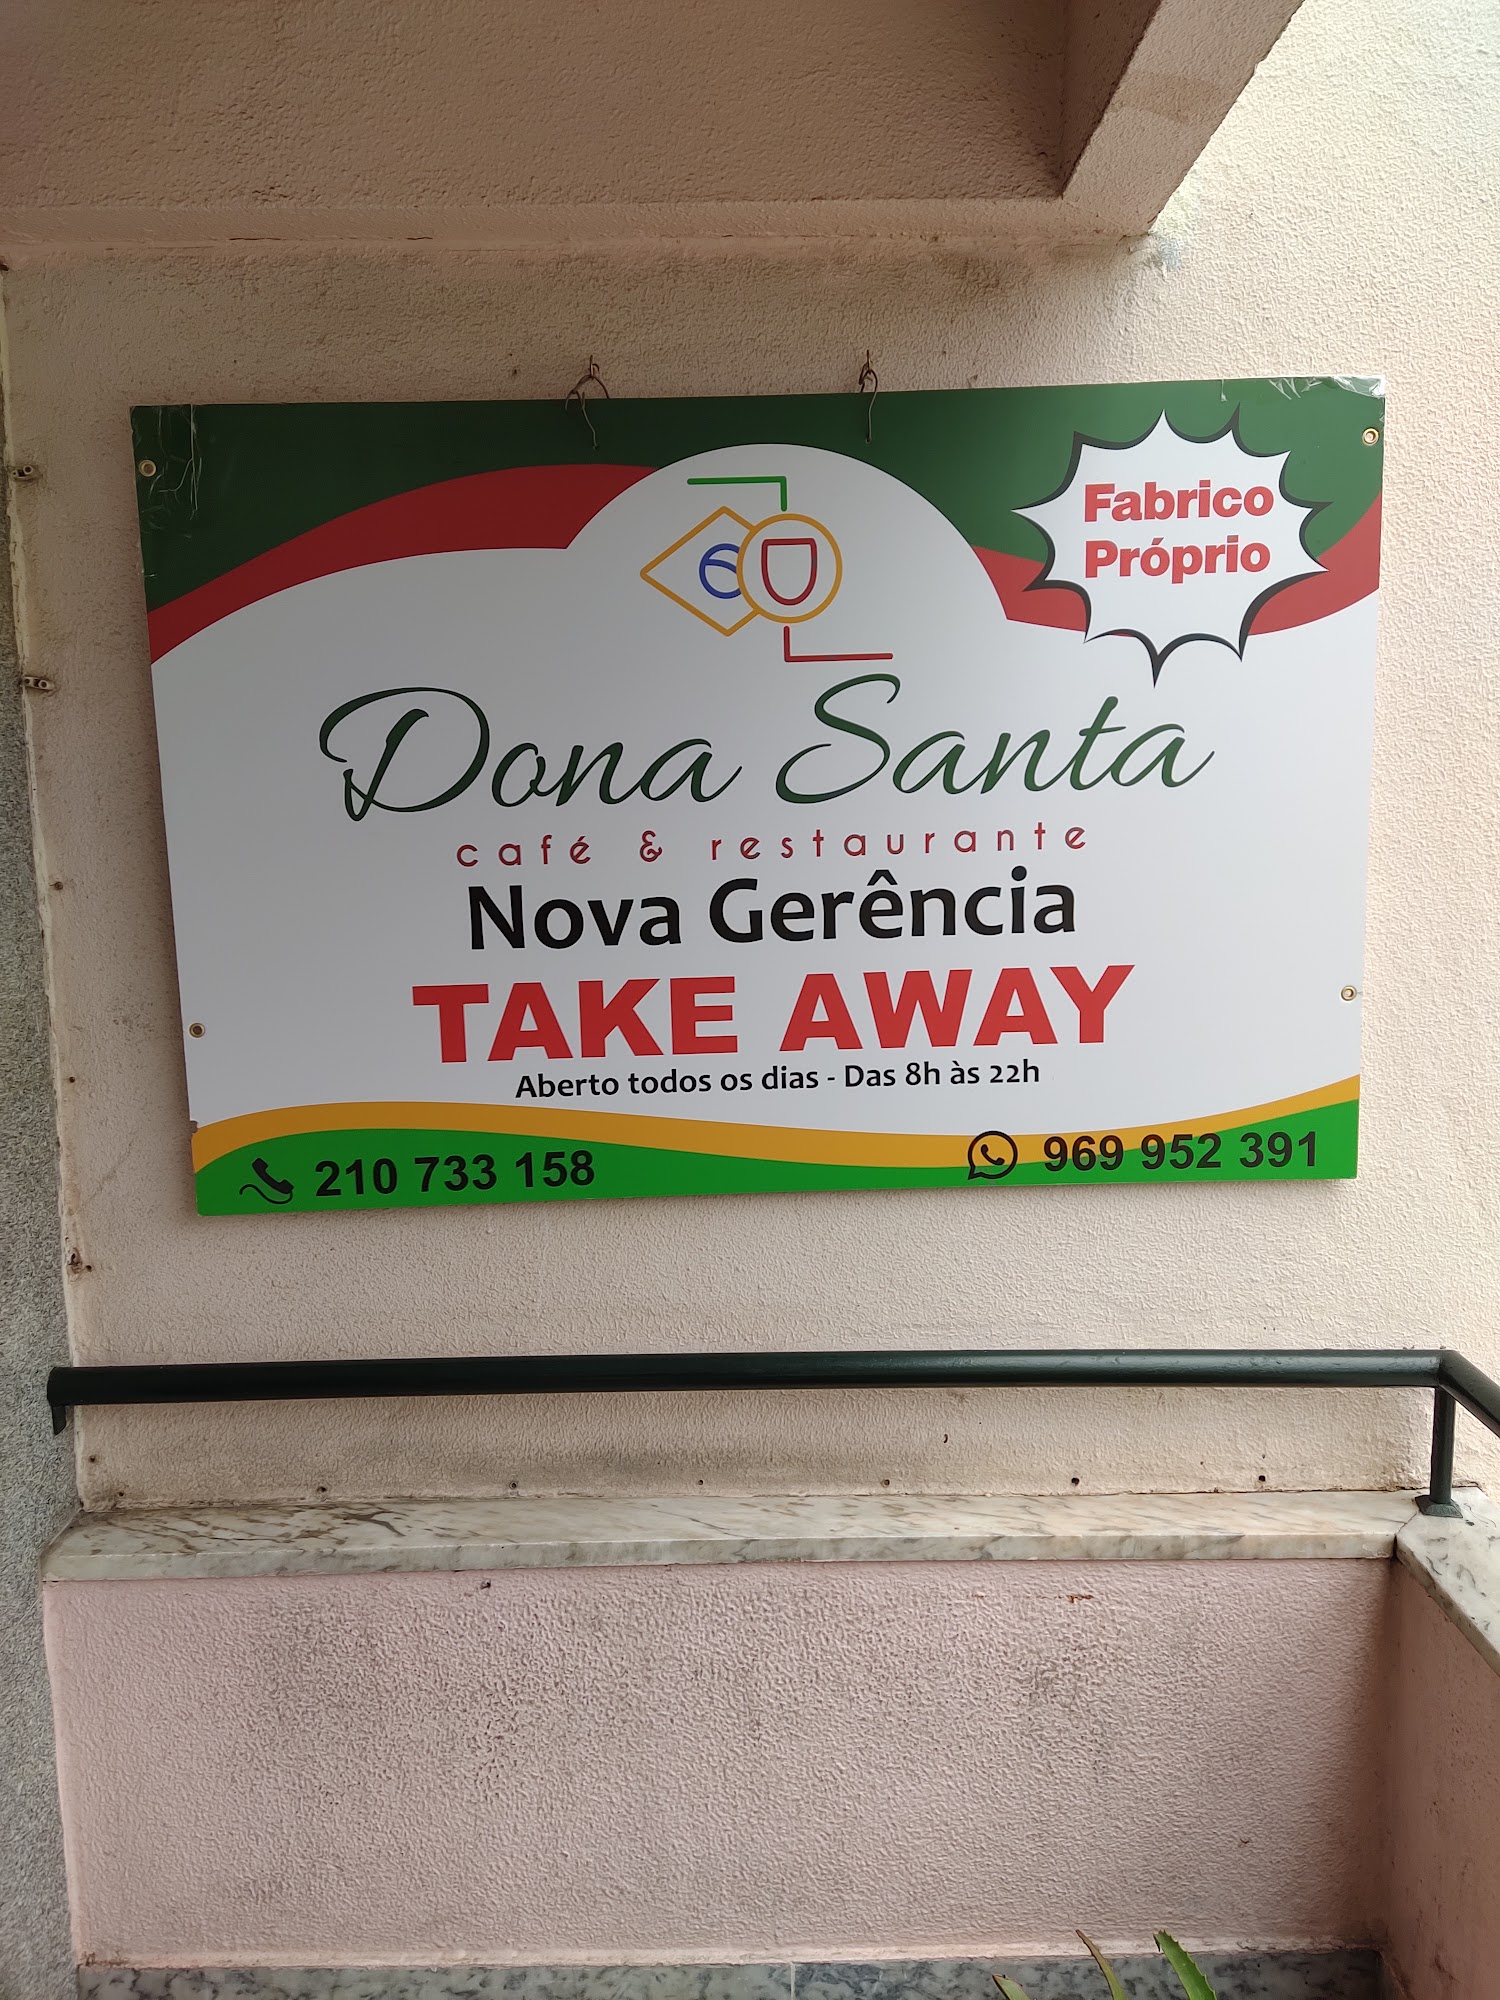 Fabrico
Próprio
Dona Santa
café & restaurante
Nova Gerência
TAKE AWAY
Aberto todos os dias - Das 8h às 22h
210 733 158
969 952 391